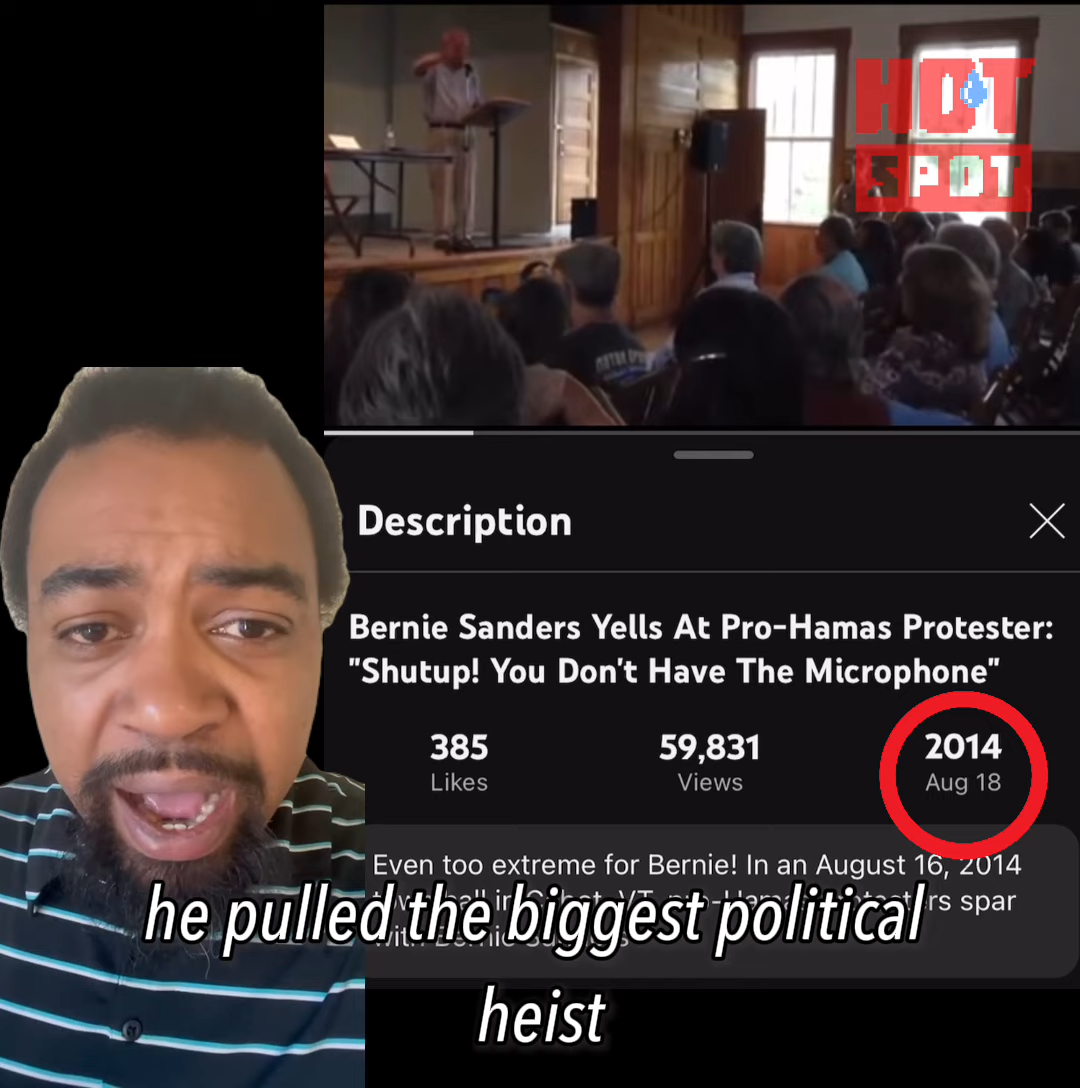 HOT
SPOT
Description
Bernie Sanders Yells At Pro-Hamas Protester:
"Shutup! You Don't Have The Microphone"
385
Likes
59,831
Views
2014
Aug 18
Even too extreme for Bernie! In an August 16, 2014
he pulled the biggest political
heist